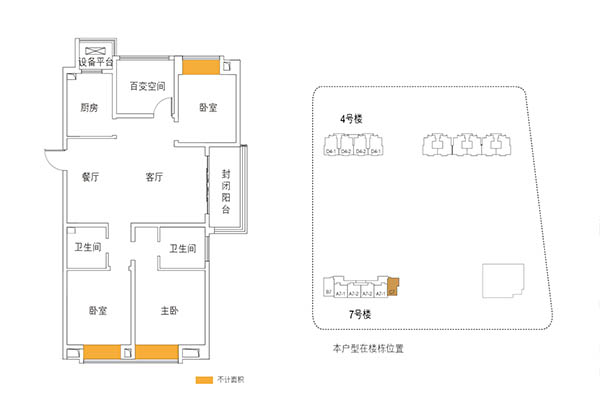 设备平台
百变空间
厨房
卧室
餐厅
客厅
封闭阳台
卫生间
卫生间
卧室
主卧
不计面积
4号楼
D4-1 D4-2 D4-2 D4-1
B7 A7-1 A7-2 A7-2 A7-1
7号楼
本户型在楼栋位置